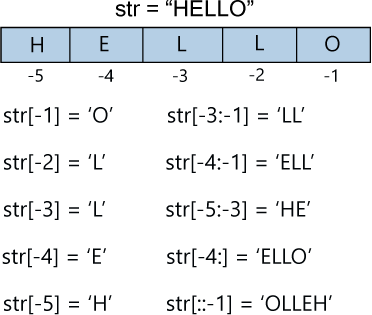 str = “HELLO”
H E L L O
-5 -4 -3 -2 -1
str[-1] = ‘O’ str[-3:-1] = ‘LL’
str[-2] = ‘L’ str[-4:-1] = ‘ELL’
str[-3] = ‘L’ str[-5:-3] = ‘HE’
str[-4] = ‘E’ str[-4:] = ‘ELLO’
str[-5] = ‘H’ str[::-1] = ‘OLLEH’